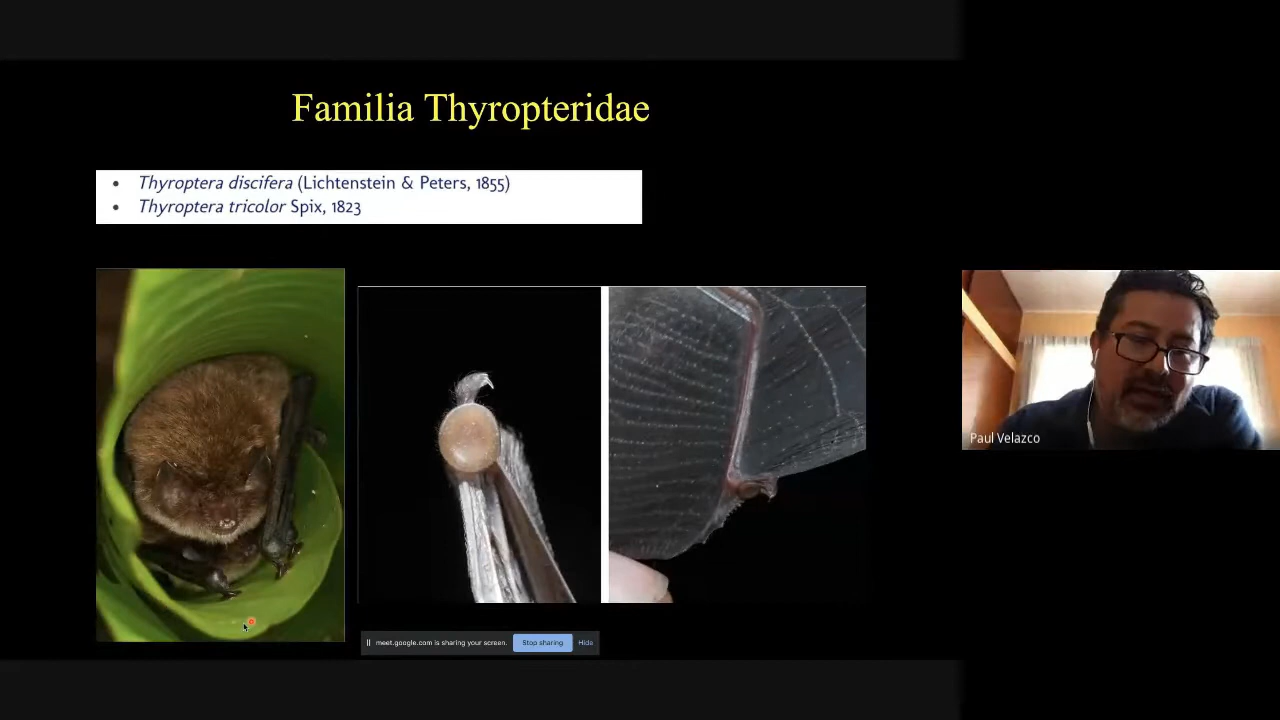 Familia Thyropteridae
• Thyroptera discifera (Lichtenstein & Peters, 1855)
• Thyroptera tricolor Spix, 1823
Paul Velazco
meet.google.com is sharing your screen. Stop sharing Hide